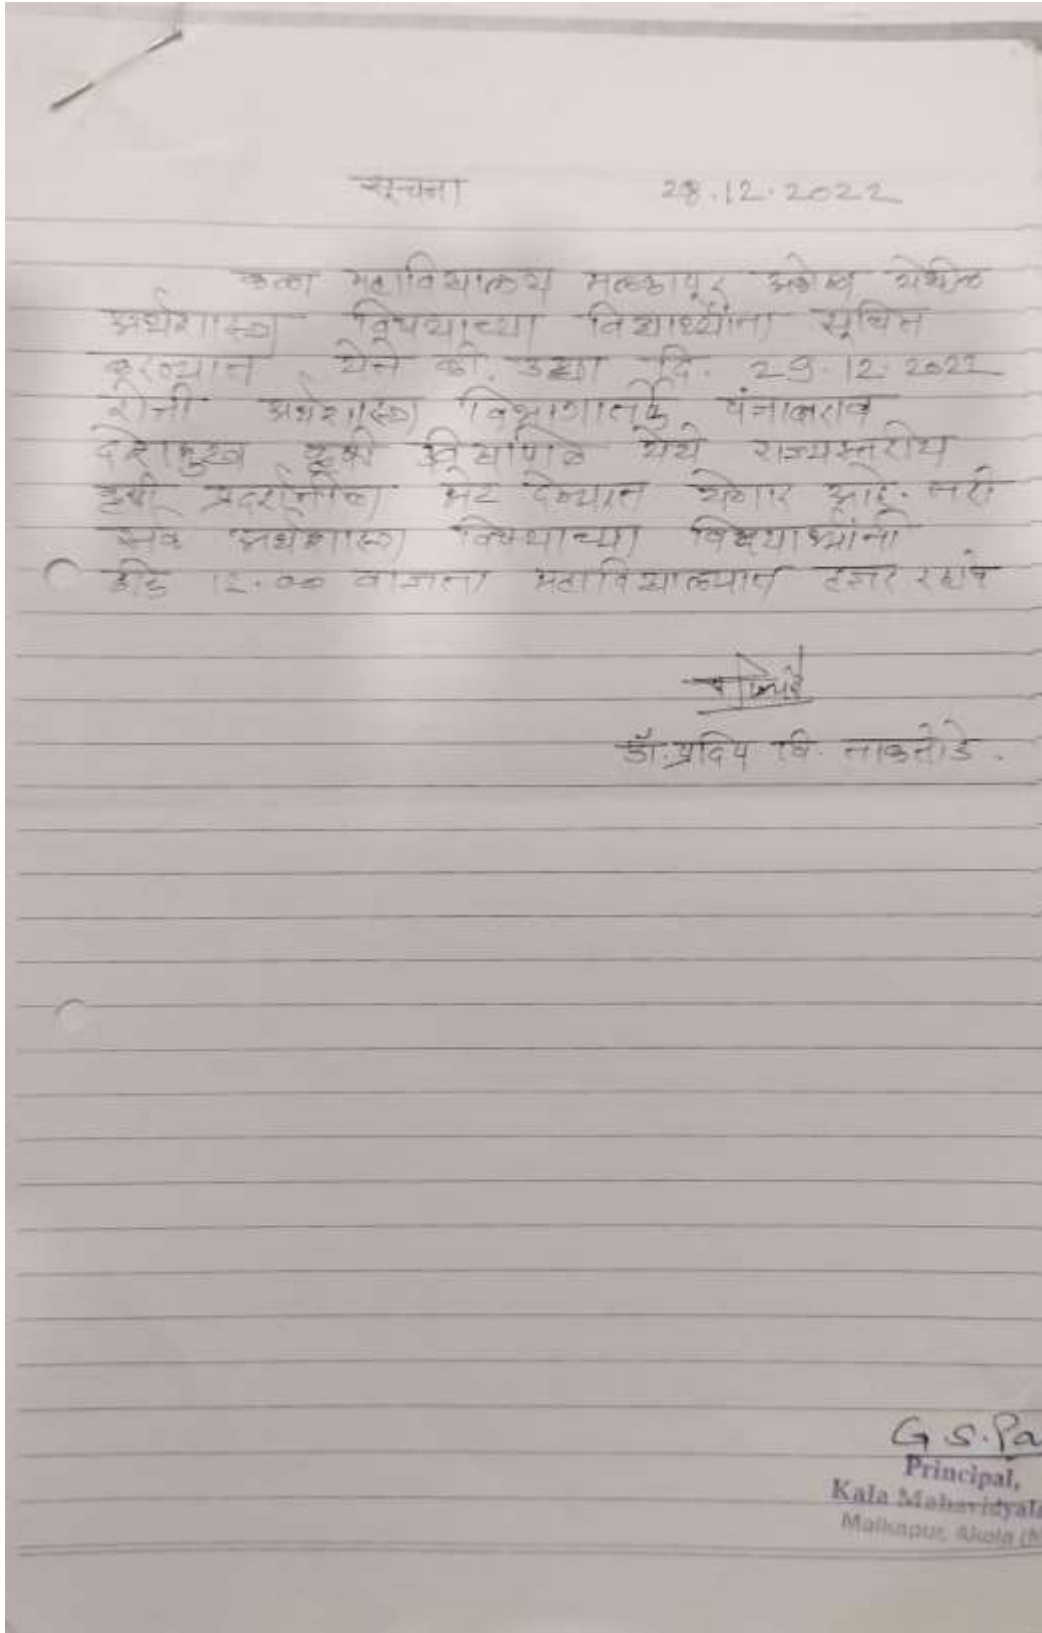 सूचना 28.12.2022
कला महाविद्यालय मलकापूर अकोला येथील
अर्थशास्त्र विषयाच्या विद्यार्थ्यांना सूचित
करण्यात येते की. उद्या दि. 29.12.2022
रोजी अर्थशास्त्र विभागातर्फे पंजाबराव
देशमुख कृषी विद्यापिठ येथे राज्यस्तरीय
कृषी प्रदर्शनीला भेट देण्यात येणार आहे. तरी
सर्व अर्थशास्त्र विषयाच्या विद्यार्थ्यांनी
ठीक 12.00 वाजता महाविद्यालयात हजर रहावे
डॉ. प्रदिप वि. नाकतोडे.
G S. Pa
Principal,
Kala Mahavidyala
Malkapur, Akola (M